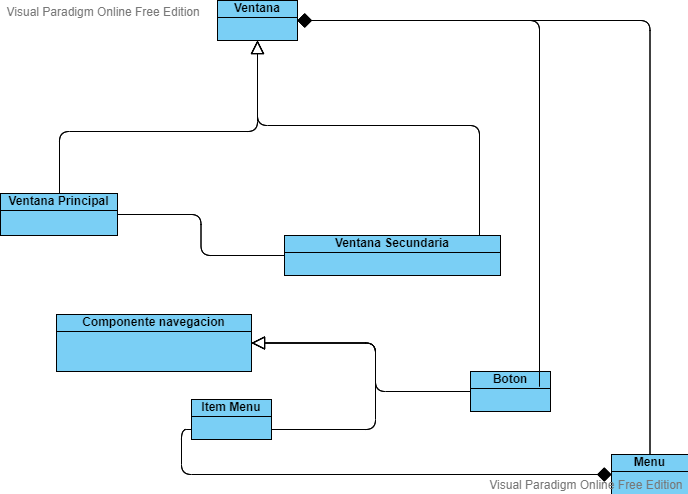 Ventana
Visual Paradigm Online Free Edition
Ventana Principal
Ventana Secundaria
Componente navegacion
Boton
Item Menu
Menu
Visual Paradigm Online Free Edition